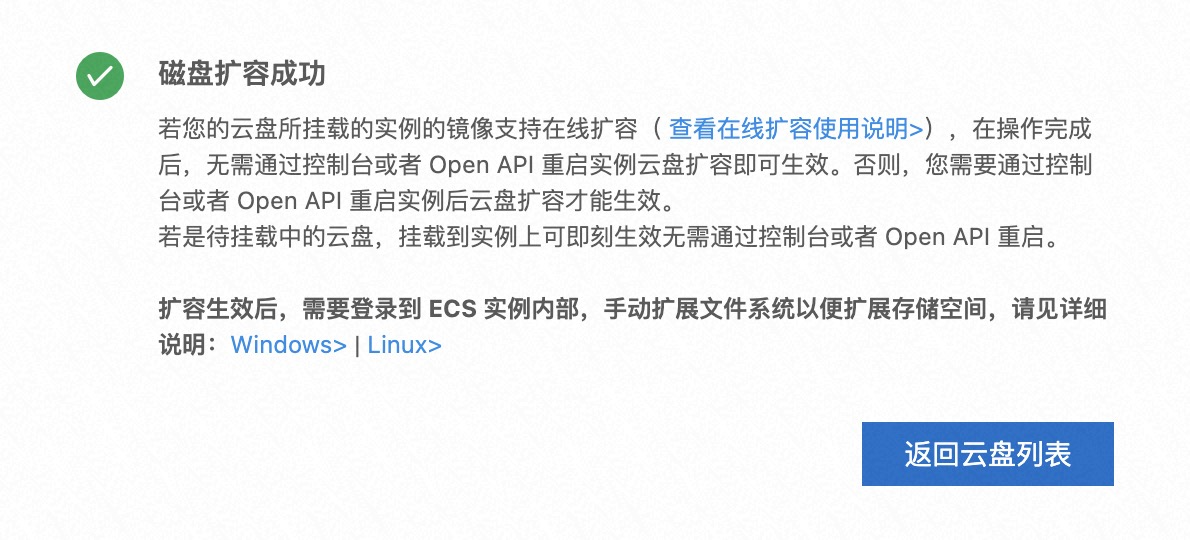 磁盘扩容成功
若您的云盘所挂载的实例的镜像支持在线扩容（ 查看在线扩容使用说明>），在操作完成
后，无需通过控制台或者 Open API 重启实例云盘扩容即可生效。否则，您需要通过控制
台或者 Open API 重启实例后云盘扩容才能生效。
若是待挂载中的云盘，挂载到实例上可即刻生效无需通过控制台或者 Open API 重启。
扩容生效后，需要登录到 ECS 实例内部，手动扩展文件系统以便扩展存储空间，请见详细
说明：Windows> | Linux>
返回云盘列表